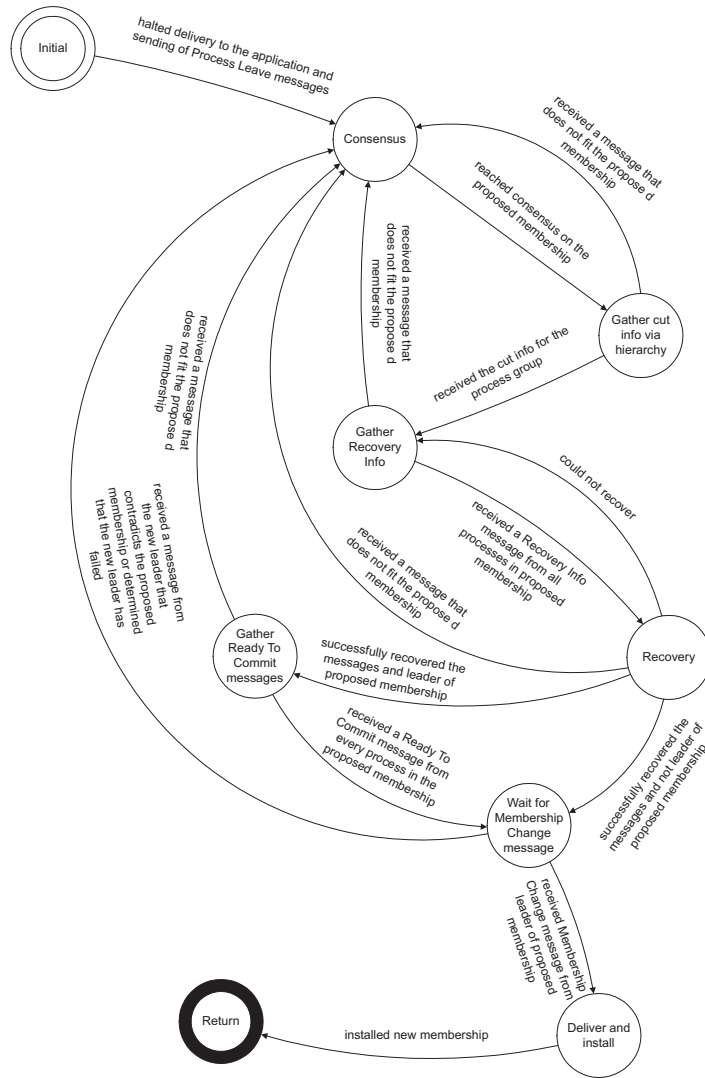 Initial
halted delivery to the application and
sending of Process Leave messages
Consensus
received a message that
does not fit the propose d
membership
reached consensus on the
proposed membership
received a message that
does not fit the propose d
membership
Gather cut
info via
hierarchy
received the cut info for the
process group
received a message that
does not fit the propose d
membership
Gather
Recovery
Info
could not recover
received a message from
the new leader that
contradicts the proposed
membership or determined
that the new leader has
failed
received a Recovery Info
message from all
processes in proposed
membership
received a message that
does not fit the propose d
membership
Gather
Ready To
Commit
messages
Recovery
successfully recovered the
messages and leader of
proposed membership
received a Ready To
Commit message from
every process in the
proposed membership
successfully recovered the
messages and not leader of
proposed membership
Wait for
Membership
Change
message
received Membership
Change message from
leader of proposed
membership
Return
installed new membership
Deliver and
install